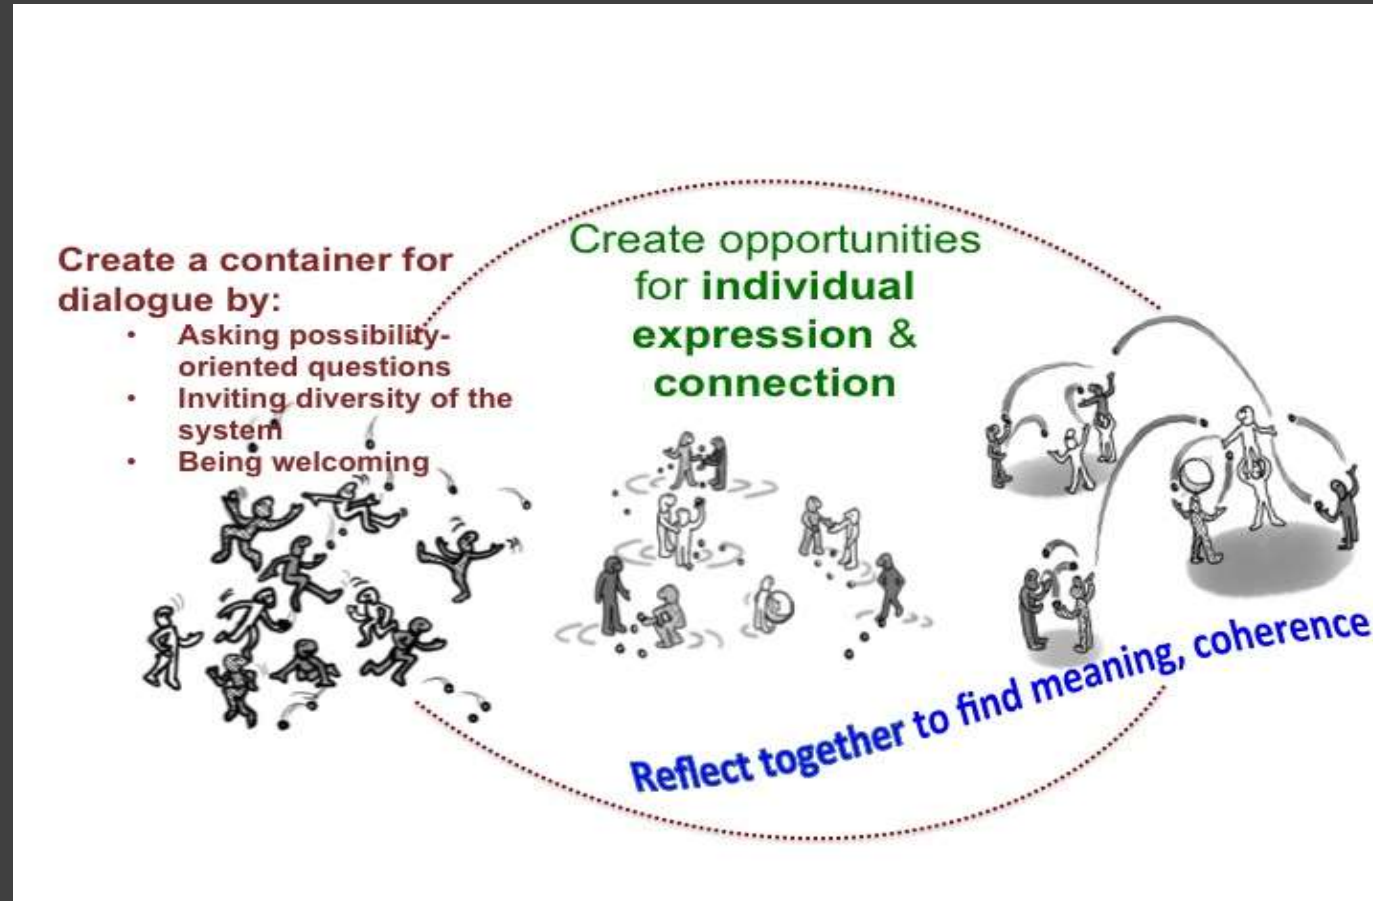 Create a container for
dialogue by:
• Asking possibility-
oriented questions
• Inviting diversity of the
system
• Being welcoming
Create opportunities
for individual
expression &
connection
Reflect together to find meaning, coherence